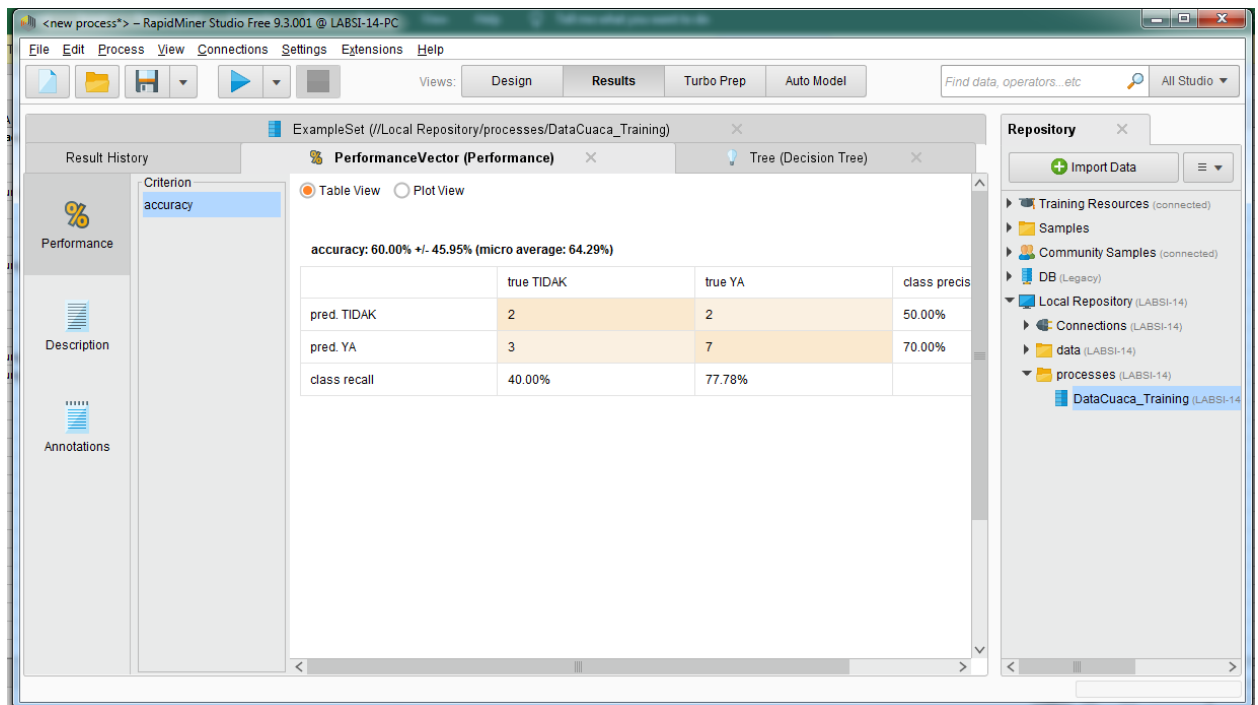 <new process*> – RapidMiner Studio Free 9.3.001 @ LABSI-14-PC
File Edit Process View Connections Settings Extensions Help
Views: Design Results Turbo Prep Auto Model Find data, operators...etc All Studio
ExampleSet (//Local Repository/processes/DataCuaca_Training)
Result History PerformanceVector (Performance) Tree (Decision Tree)
Performance
Description
Annotations
Criterion
accuracy
Table View Plot View
accuracy: 60.00% +/- 45.95% (micro average: 64.29%)
true TIDAK true YA class precis
pred. TIDAK 2 2 50.00%
pred. YA 3 7 70.00%
class recall 40.00% 77.78%
Repository
Import Data
Training Resources (connected)
Samples
Community Samples (connected)
DB (Legacy)
Local Repository (LABSI-14)
Connections (LABSI-14)
data (LABSI-14)
processes (LABSI-14)
DataCuaca_Training (LABSI-14